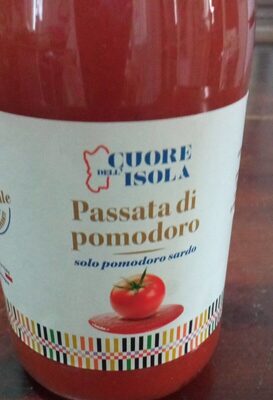 CUORE
DELL'
ISOLA
Passata di
pomodoro
solo pomodoro sardo